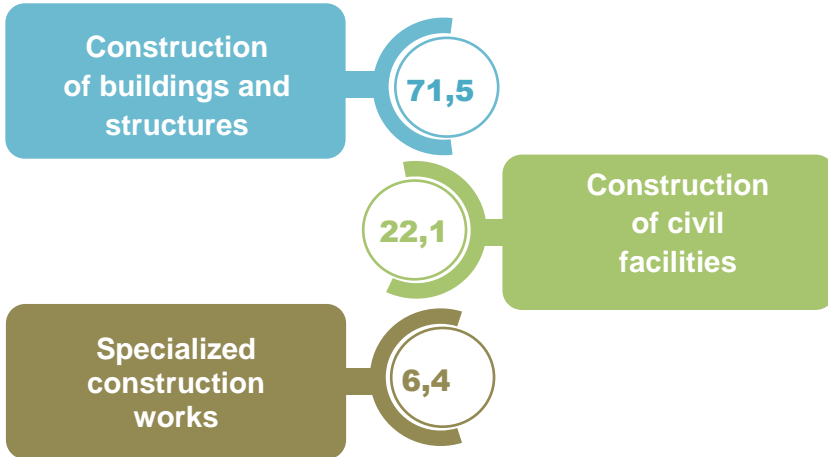 Construction
of buildings and
structures
71,5
22,1
Construction
of civil
facilities
Specialized
construction
works
6,4